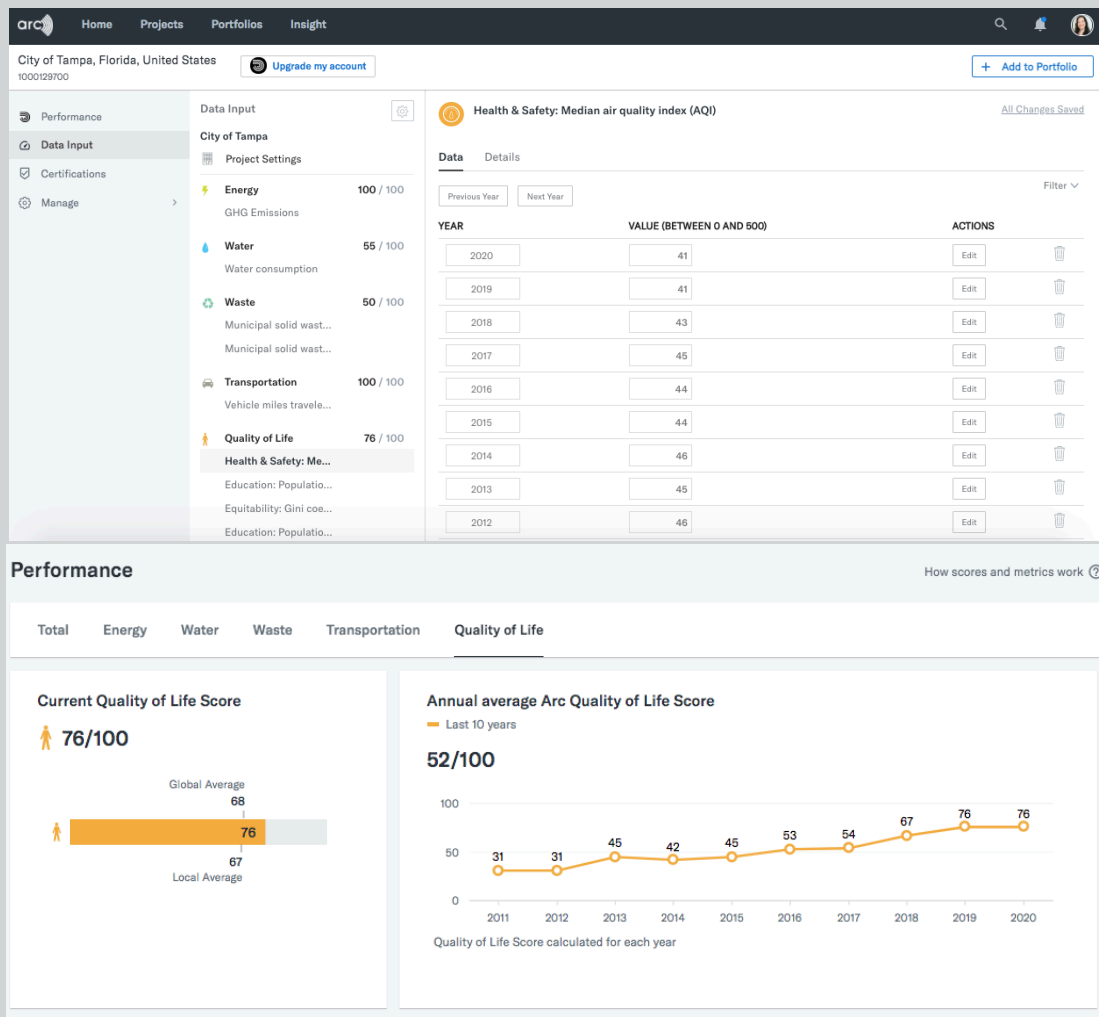 arc Home Projects Portfolios Insight
City of Tampa, Florida, United States
1000129700
Upgrade my account
+ Add to Portfolio
Performance
Data Input
Certifications
Manage
Data Input
City of Tampa
Project Settings
Energy 100 / 100
GHG Emissions
Water 55 / 100
Water consumption
Waste 50 / 100
Municipal solid wast...
Municipal solid wast...
Transportation 100 / 100
Vehicle miles travele...
Quality of Life 76 / 100
Health & Safety: Me...
Education: Populatio...
Equitability: Gini coe...
Education: Populatio...
Health & Safety: Median air quality index (AQI)
All Changes Saved
Data Details
Previous Year Next Year
Filter
YEAR VALUE (BETWEEN 0 AND 500) ACTIONS
2020 41 Edit
2019 41 Edit
2018 43 Edit
2017 45 Edit
2016 44 Edit
2015 44 Edit
2014 46 Edit
2013 45 Edit
2012 46 Edit
Performance
How scores and metrics work ?
Total Energy Water Waste Transportation Quality of Life
Current Quality of Life Score
76/100
Global Average
68
76
67
Local Average
Annual average Arc Quality of Life Score
Last 10 years
52/100
100
50
0
31 31 45 42 45 53 54 67 76 76
2011 2012 2013 2014 2015 2016 2017 2018 2019 2020
Quality of Life Score calculated for each year